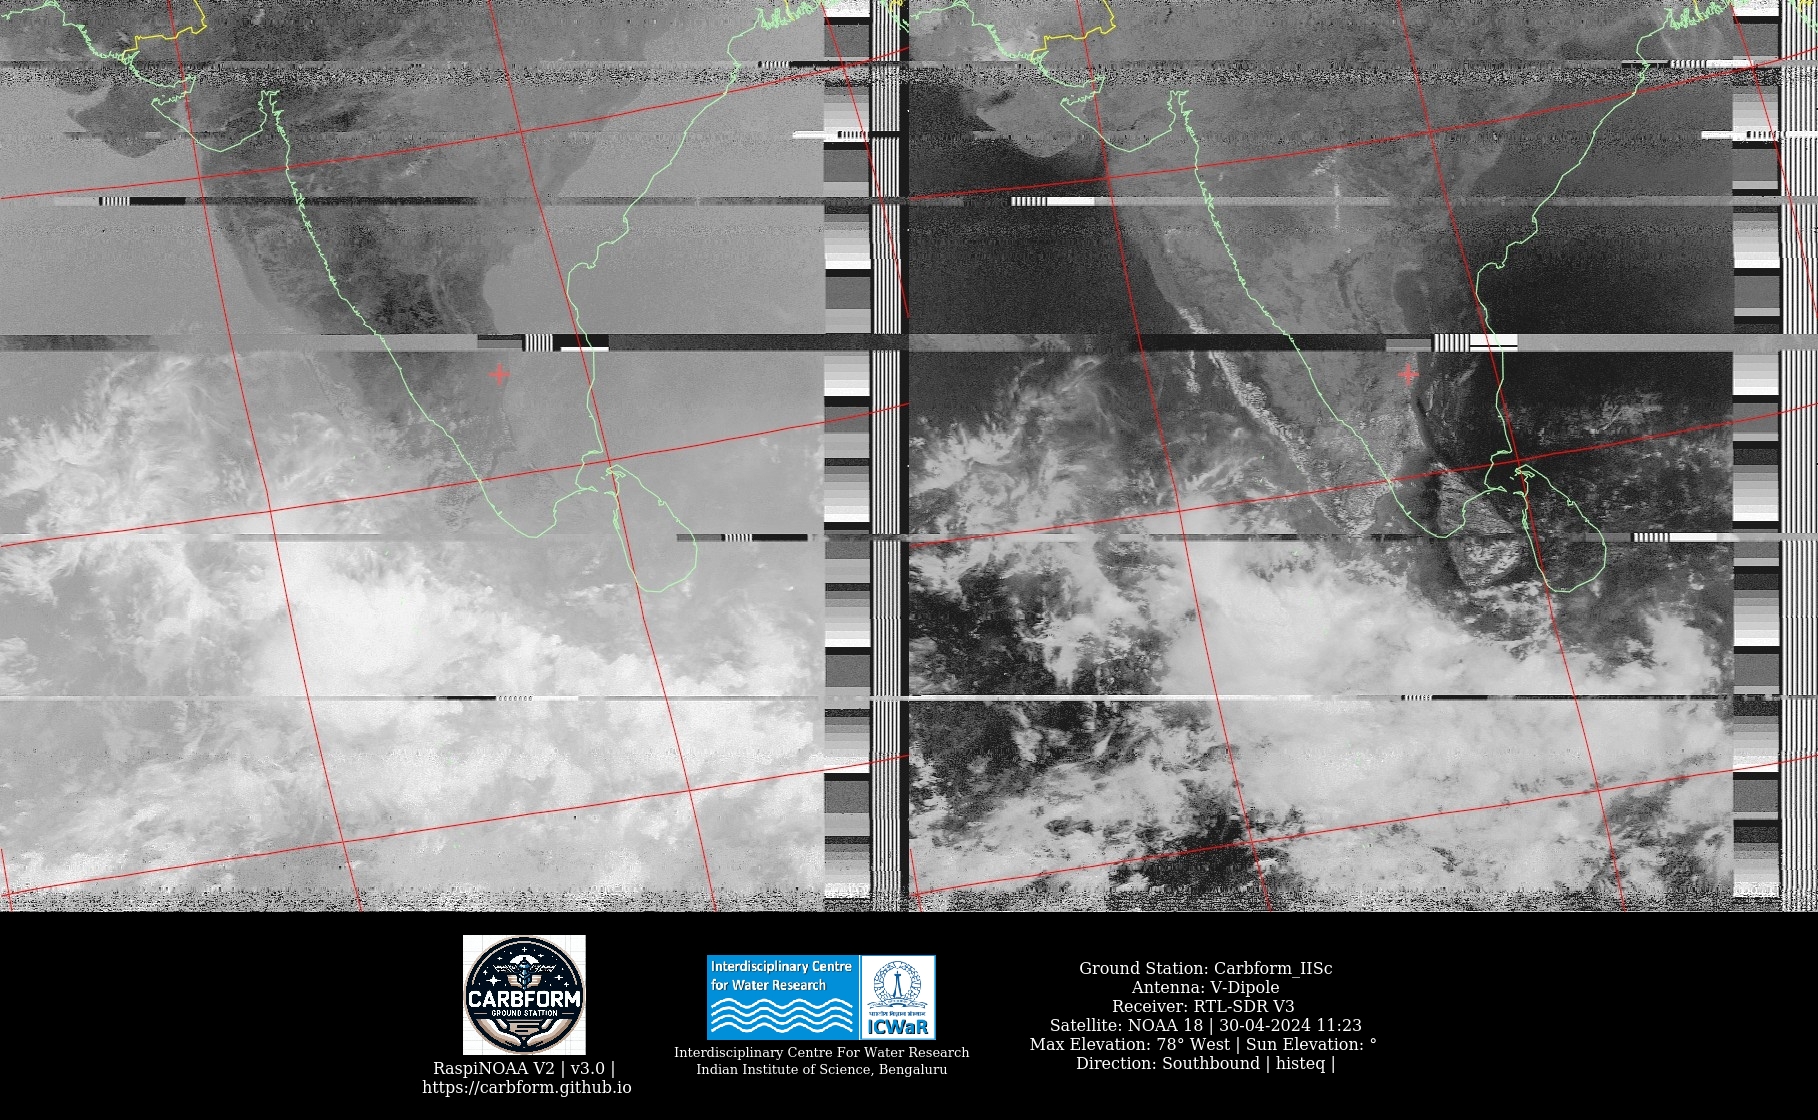 CARBFORM
GROUND STATTION
RaspiNOAA V2 | v3.0 |
https://carbform.github.io
Interdisciplinary Centre
for Water Research
ICWaR
Interdisciplinary Centre For Water Research
Indian Institute of Science, Bengaluru
Ground Station: Carbform_IISc
Antenna: V-Dipole
Receiver: RTL-SDR V3
Satellite: NOAA 18 | 30-04-2024 11:23
Max Elevation: 78° West | Sun Elevation: °
Direction: Southbound | histeq |